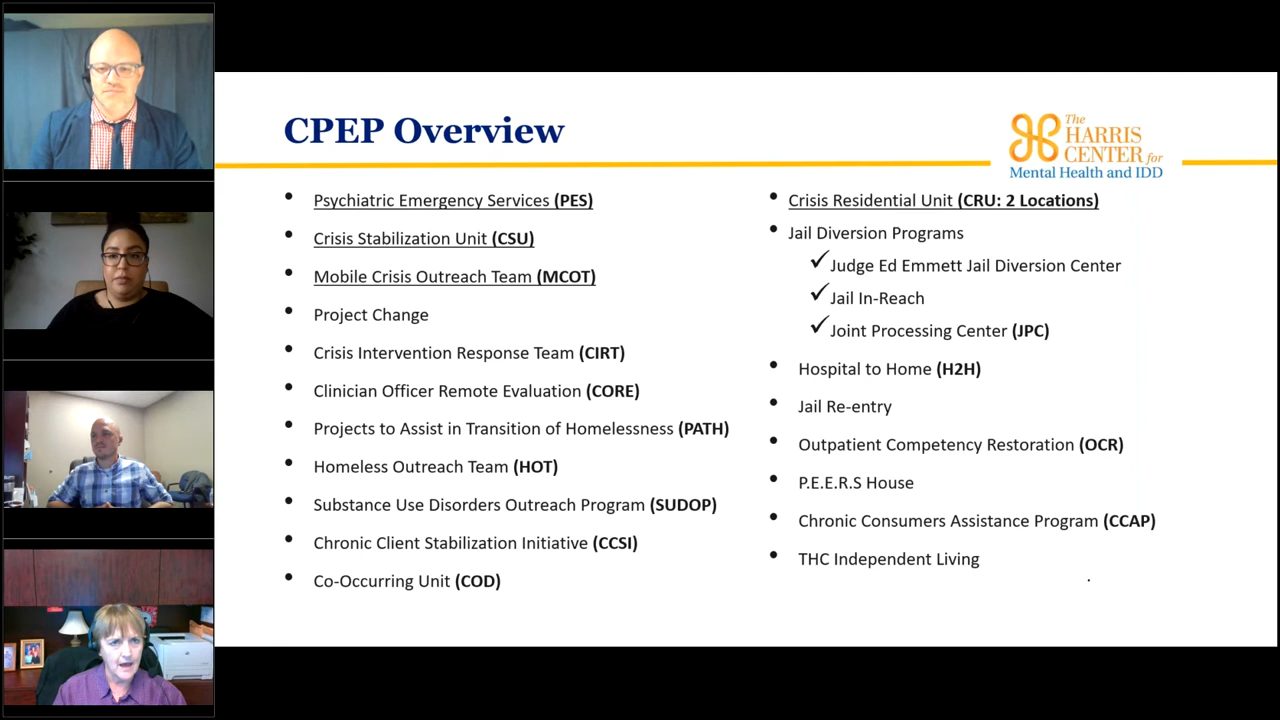 CPEP Overview
The
HARRIS
CENTER for
Mental Health and IDD
• Psychiatric Emergency Services (PES)
• Crisis Stabilization Unit (CSU)
• Mobile Crisis Outreach Team (MCOT)
• Project Change
• Crisis Intervention Response Team (CIRT)
• Clinician Officer Remote Evaluation (CORE)
• Projects to Assist in Transition of Homelessness (PATH)
• Homeless Outreach Team (HOT)
• Substance Use Disorders Outreach Program (SUDOP)
• Chronic Client Stabilization Initiative (CCSI)
• Co-Occurring Unit (COD)
• Crisis Residential Unit (CRU: 2 Locations)
• Jail Diversion Programs
✓ Judge Ed Emmett Jail Diversion Center
✓ Jail In-Reach
✓ Joint Processing Center (JPC)
• Hospital to Home (H2H)
• Jail Re-entry
• Outpatient Competency Restoration (OCR)
• P.E.E.R.S House
• Chronic Consumers Assistance Program (CCAP)
• THC Independent Living
.